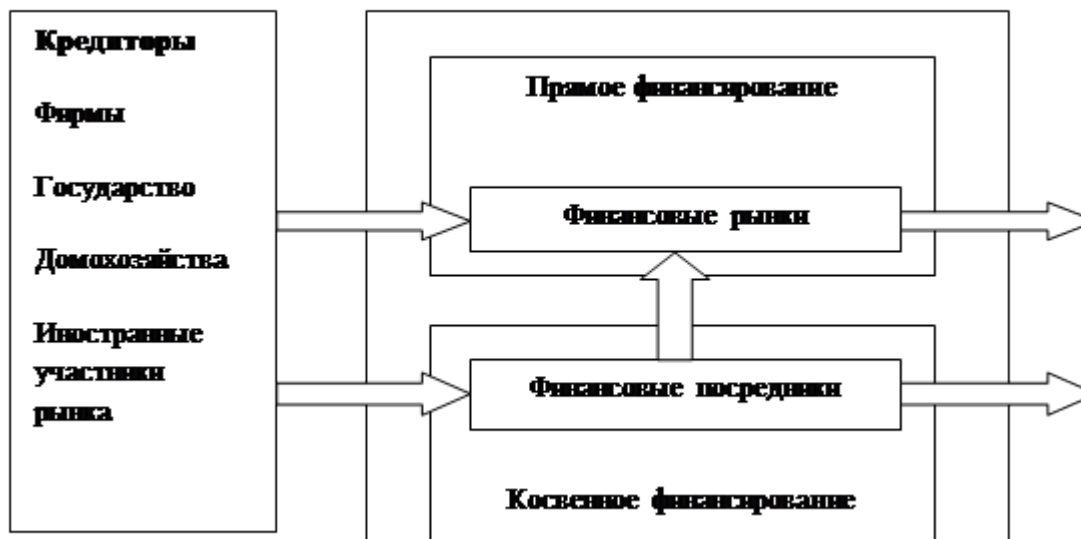 Кредиторы
Фирмы
Государство
Домохозяйства
Иностранные
участники
рынка
Прямое финансирование
Финансовые рынки
Финансовые посредники
Косвенное финансирование